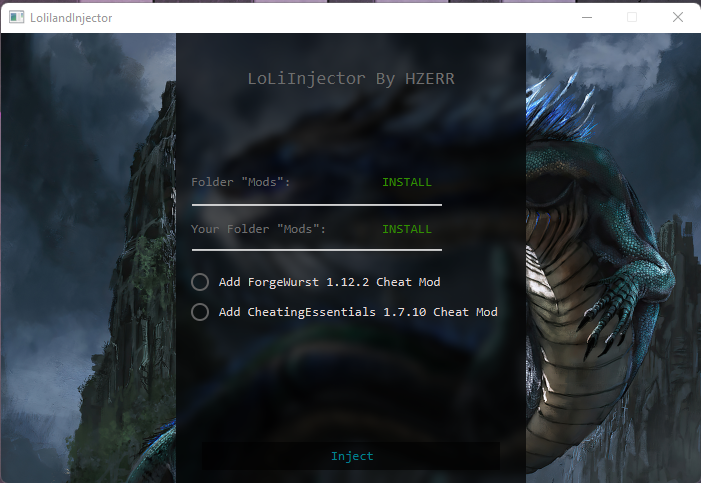 LolilandInjector
LoLiInjector By HZERR
Folder "Mods": INSTALL
Your Folder "Mods": INSTALL
Add ForgeWurst 1.12.2 Cheat Mod
Add CheatingEssentials 1.7.10 Cheat Mod
Inject